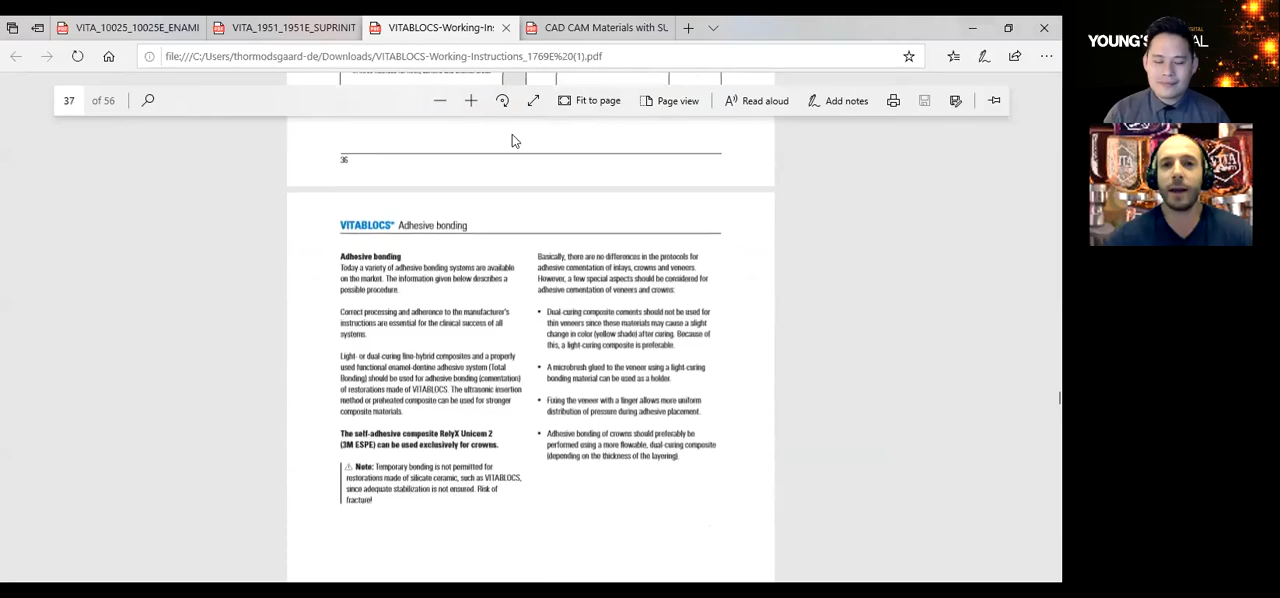 VITA_10025_10025E_ENAMI
VITA_1951_1951E_SUPRINIT
VITABLOCS-Working-Ins
CAD CAM Materials with SU
file:///C:/Users/thormodsgaard-de/Downloads/VITABLOCS-Working-Instructions_1769E%20(1).pdf
37 of 56
Fit to page
Page view
Read aloud
Add notes
YOUNG'S
36
VITABLOCS® Adhesive bonding
Adhesive bonding
Today a variety of adhesive bonding systems are available
on the market. The information given below describes a
possible procedure.
Correct processing and adherence to the manufacturer's
instructions are essential for the clinical success of all
systems.
Light- or dual-curing fine-hybrid composites and a properly
used functional enamel-dentine adhesive system (Total
Bonding) should be used for adhesive bonding (cementation)
of restorations made of VITABLOCS. The ultrasonic insertion
method or preheated composite can be used for stronger
composite materials.
The self-adhesive composite RelyX Unicem 2
(3M ESPE) can be used exclusively for crowns.
Note: Temporary bonding is not permitted for
restorations made of silicate ceramic, such as VITABLOCS,
since adequate stabilization is not ensured. Risk of
fracture!
Basically, there are no differences in the protocols for
adhesive cementation of inlays, crowns and veneers.
However, a few special aspects should be considered for
adhesive cementation of veneers and crowns:
• Dual-curing composite cements should not be used for
thin veneers since these materials may cause a slight
change in color (yellow shade) after curing. Because of
this, a light-curing composite is preferable.
• A microbrush glued to the veneer using a light-curing
bonding material can be used as a holder.
• Fixing the veneer with a finger allows more uniform
distribution of pressure during adhesive placement.
• Adhesive bonding of crowns should preferably be
performed using a more flowable, dual-curing composite
(depending on the thickness of the layering).
VITA
VITA